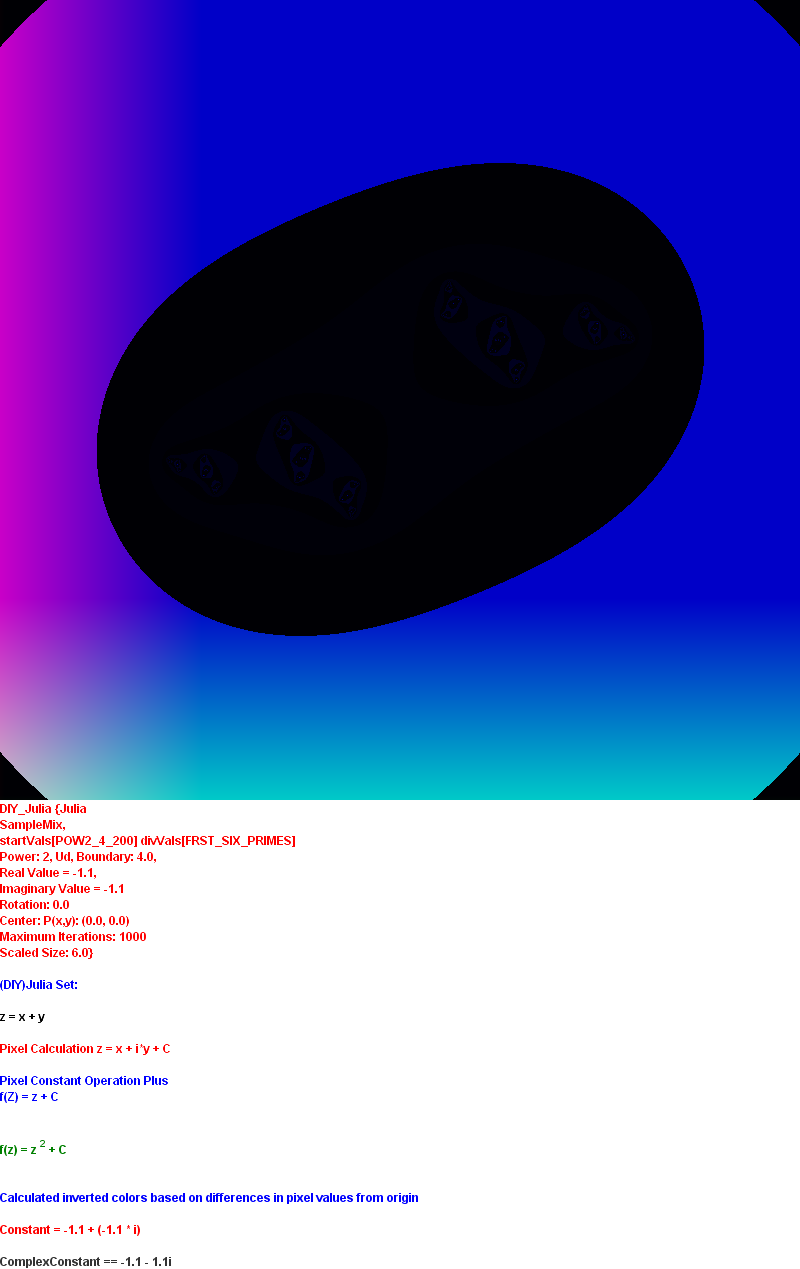 DIY_Julia {Julia
SampleMix,
startVals[POW2_4_200] divVals[FRST_SIX_PRIMES]
Power: 2, Ud, Boundary: 4.0,
Real Value = -1.1,
Imaginary Value = -1.1
Rotation: 0.0
Center: P(x,y): (0.0, 0.0)
Maximum Iterations: 1000
Scaled Size: 6.0}
(DIY)Julia Set:
z = x + y
Pixel Calculation z = x + i*y + C
Pixel Constant Operation Plus
f(Z) = z + C
f(z) = z 2 + C
Calculated inverted colors based on differences in pixel values from origin
Constant = -1.1 + (-1.1 * i)
ComplexConstant == -1.1 - 1.1i